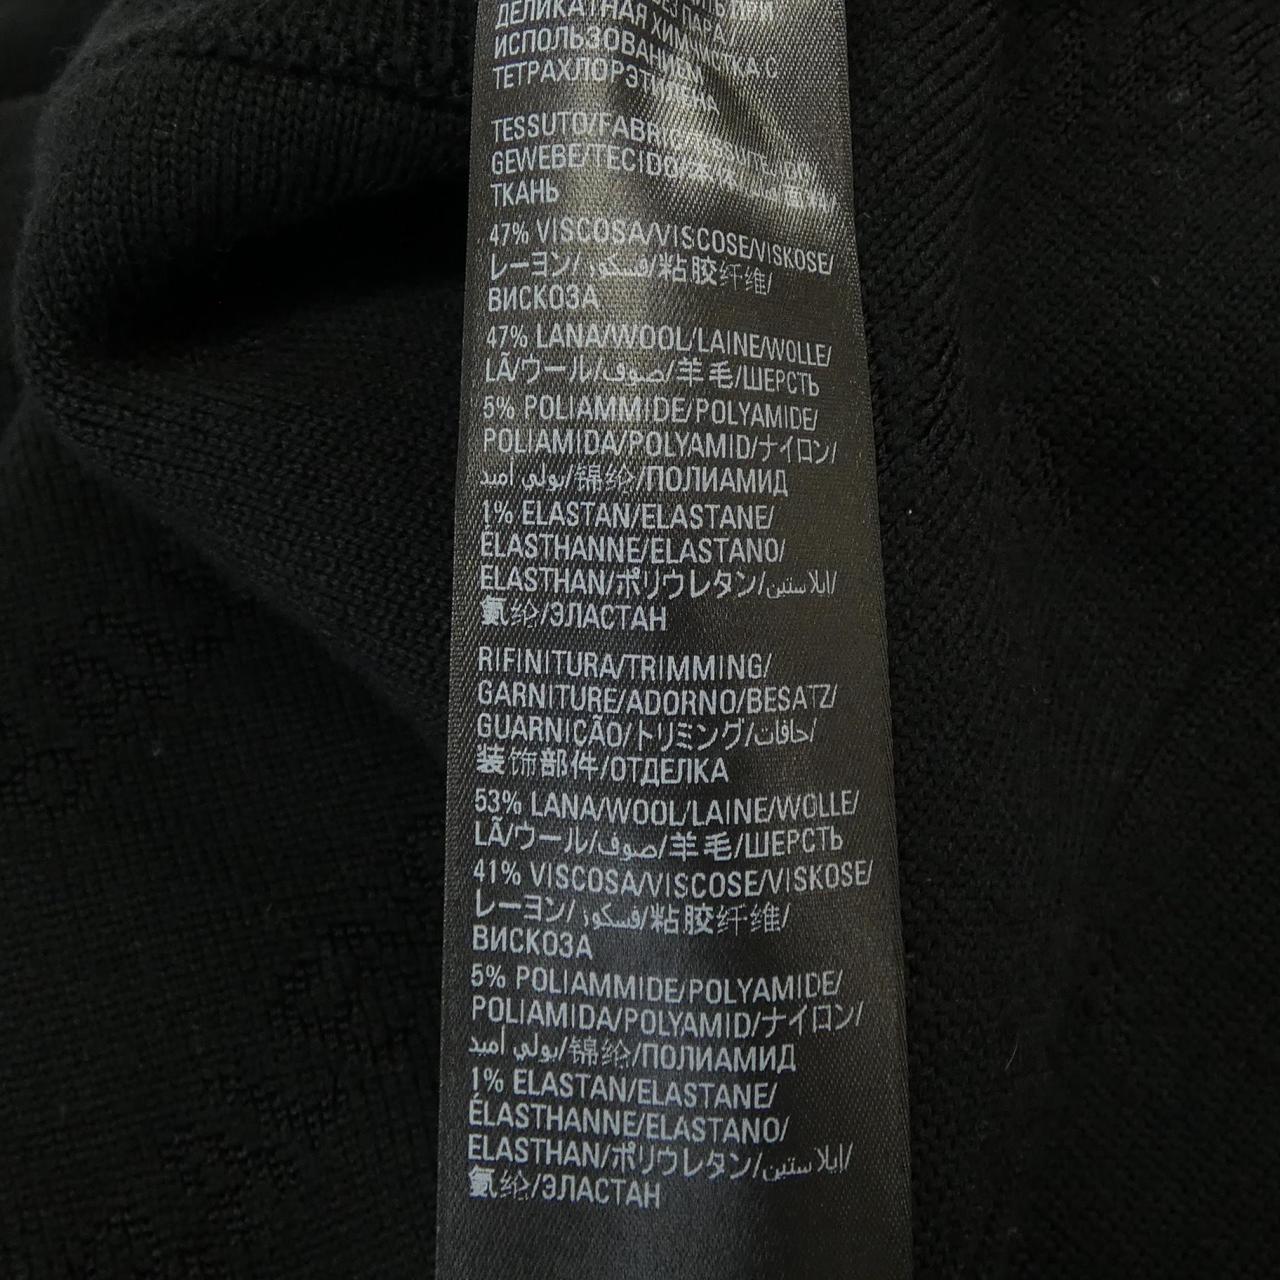 ДЕЛИКАТНАЯ ХИМЧИСТКА С
ИСПОЛЬЗОВАНИЕМ
ТЕТРАХЛОРЭТИЛЕНА
TESSUTO/FABRIC/
GEWEBE/TECIDO/
ТКАНЬ
47% VISCOSA/VISCOSE/VISKOSE/
レーヨン/فسكوز/粘胶纤维/
ВИСКОЗА
47% LANA/WOOL/LAINE/WOLLE/
LÃ/ウール/صوف/羊毛/ШЕРСТЬ
5% POLIAMMIDE/POLYAMIDE/
POLIAMIDA/POLYAMID/ナイロン/
بولي أميد/锦纶/ПОЛИАМИД
1% ELASTAN/ELASTANE/
ÉLASTHANNE/ELASTANO/
ELASTHAN/ポリウレタン/إيلاستين/
氨纶/ЭЛАСТАН
RIFINITURA/TRIMMING/
GARNITURE/ADORNO/BESATZ/
GUARNIÇÃO/トリミング/حافات/
装饰部件/ОТДЕЛКА
53% LANA/WOOL/LAINE/WOLLE/
LÃ/ウール/صوف/羊毛/ШЕРСТЬ
41% VISCOSA/VISCOSE/VISKOSE/
レーヨン/فسكوز/粘胶纤维/
ВИСКОЗА
5% POLIAMMIDE/POLYAMIDE/
POLIAMIDA/POLYAMID/ナイロン/
بولي أميد/锦纶/ПОЛИАМИД
1% ELASTAN/ELASTANE/
ÉLASTHANNE/ELASTANO/
ELASTHAN/ポリウレタン/إيلاستين/
氨纶/ЭЛАСТАН